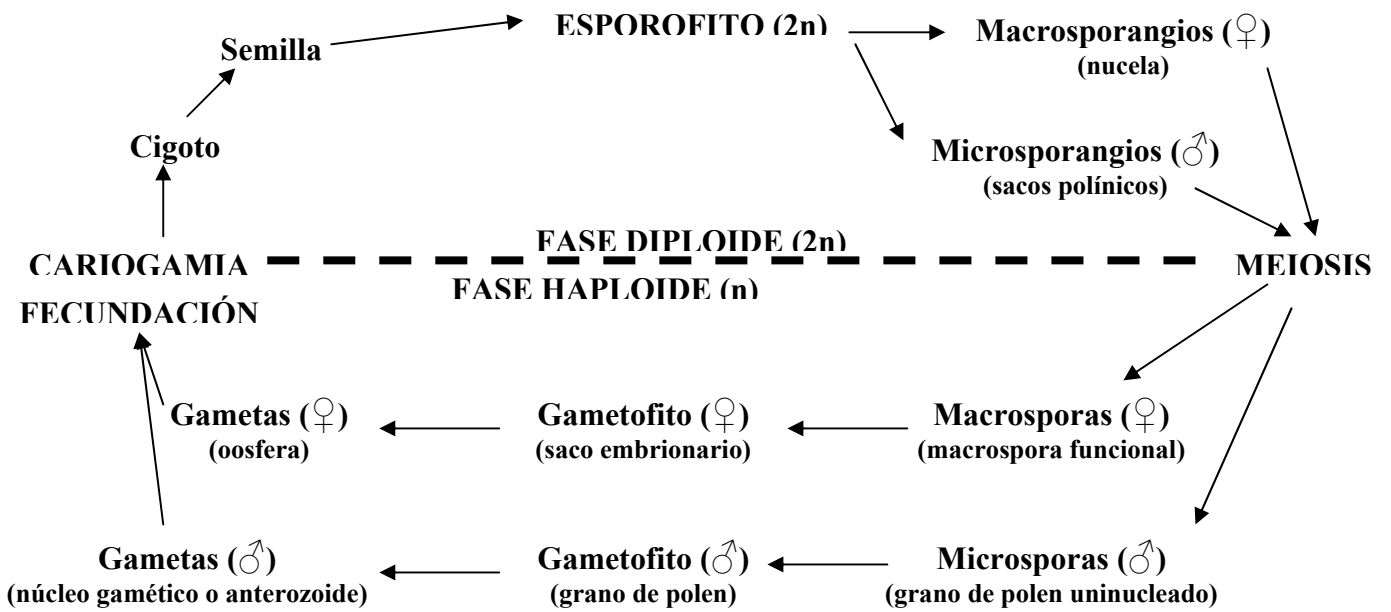 ESPOROFITO (2n)
Macrosporangios (♀)
(nucela)
Semilla
Cigoto
Microsporangios (♂)
(sacos polínicos)
FASE DIPLOIDE (2n)
CARIOGAMIA
MEIOSIS
FASE HAPLOIDE (n)
FECUNDACIÓN
Gametas (♀)
(oosfera)
Gametofito (♀)
(saco embrionario)
Macrosporas (♀)
(macrospora funcional)
Gametas (♂)
(núcleo gamético o anterozoide)
Gametofito (♂)
(grano de polen)
Microsporas (♂)
(grano de polen uninucleado)